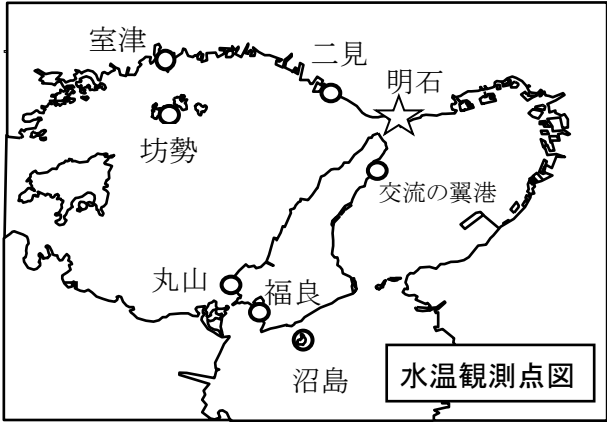 室津
二見
明石
坊勢
交流の翼港
丸山
福良
沼島
水温観測点図